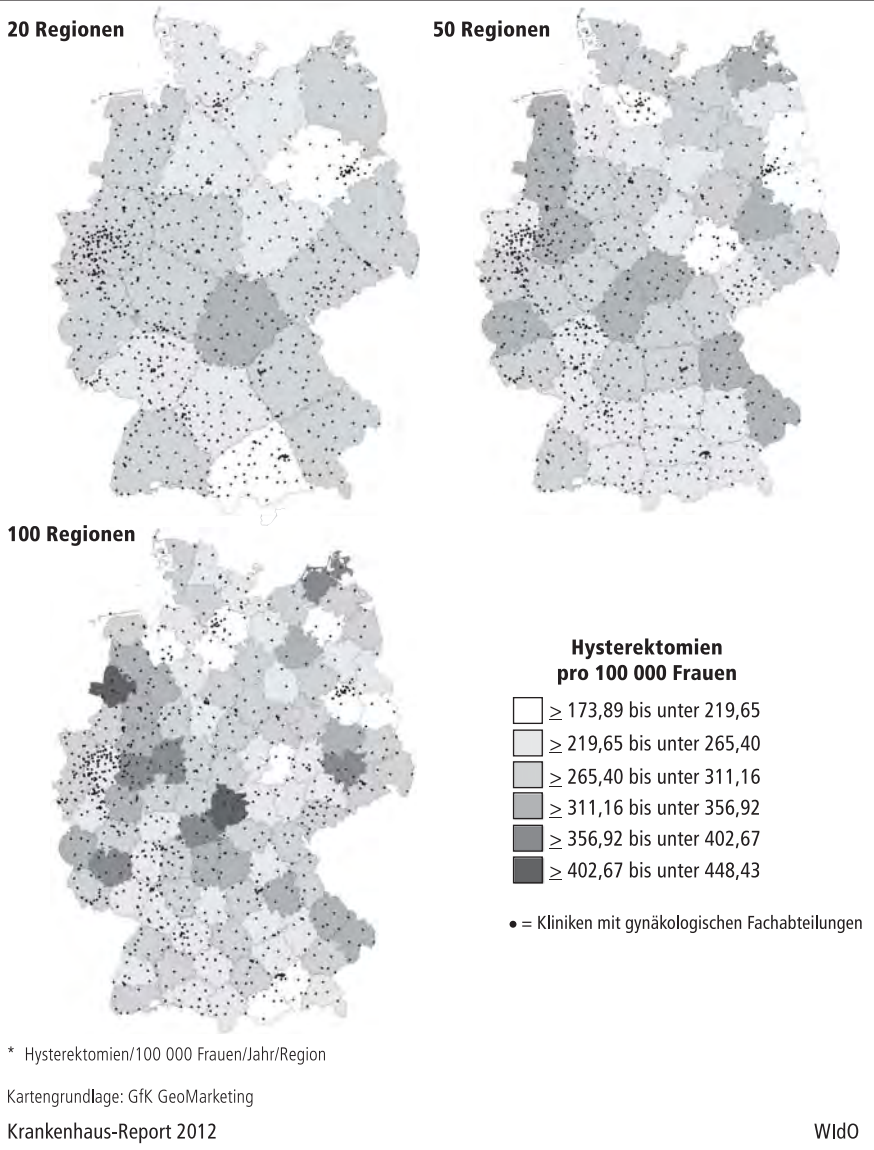 20 Regionen
50 Regionen
100 Regionen
Hysterektomien
pro 100 000 Frauen
≥ 173,89 bis unter 219,65
≥ 219,65 bis unter 265,40
≥ 265,40 bis unter 311,16
≥ 311,16 bis unter 356,92
≥ 356,92 bis unter 402,67
≥ 402,67 bis unter 448,43
• = Kliniken mit gynäkologischen Fachabteilungen
* Hysterektomien/100 000 Frauen/Jahr/Region
Kartengrundlage: GfK GeoMarketing
Krankenhaus-Report 2012
WIdO